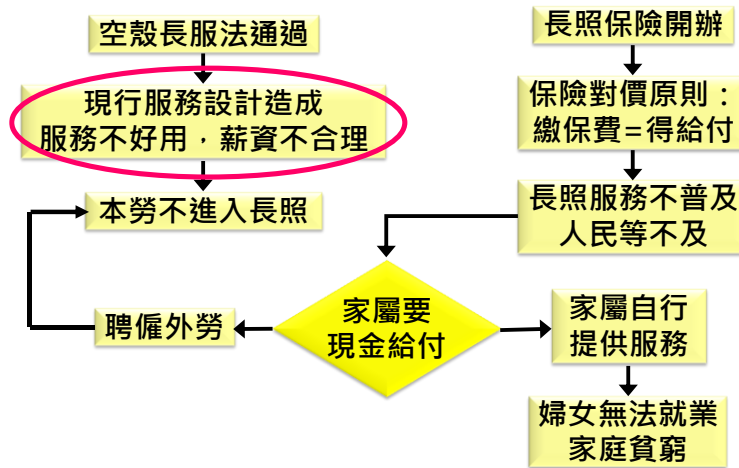 空殼長服法通過
現行服務設計造成
服務不好用，薪資不合理
本勞不進入長照
聘僱外勞
長照保險開辦
保險對價原則：
繳保費=得給付
長照服務不普及
人民等不及
家屬要
現金給付
家屬自行
提供服務
婦女無法就業
家庭貧窮